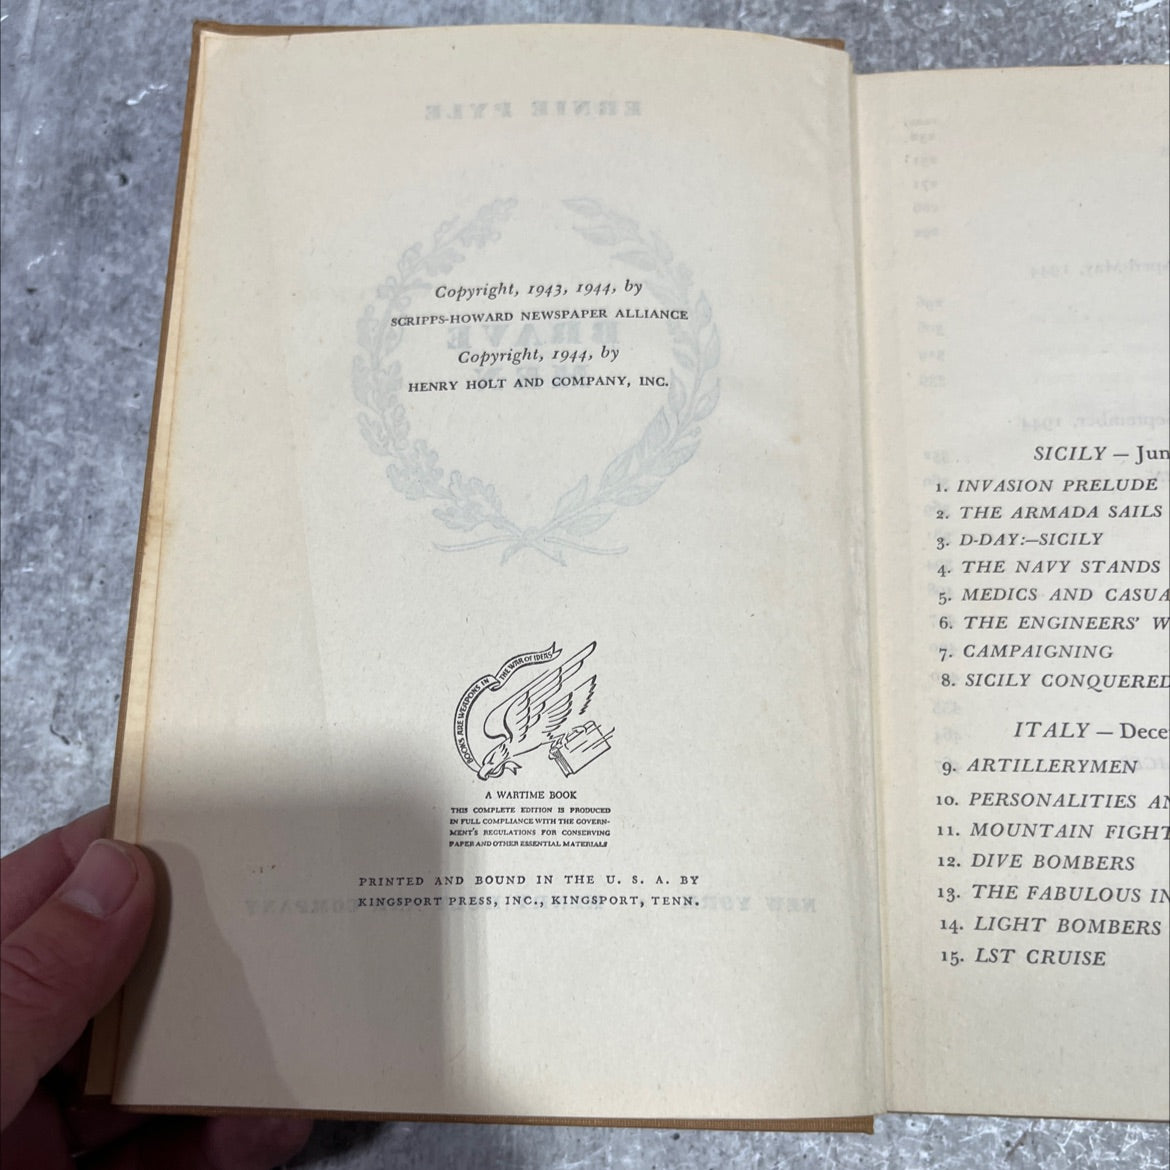 Copyright, 1943, 1944, by
SCRIPPS-HOWARD NEWSPAPER ALLIANCE
Copyright, 1944, by
HENRY HOLT AND COMPANY, INC.
BOOKS ARE WEAPONS IN THE WAR OF IDEAS
A WARTIME BOOK
THIS COMPLETE EDITION IS PRODUCED
IN FULL COMPLIANCE WITH THE GOVERN-
MENT'S REGULATIONS FOR CONSERVING
PAPER AND OTHER ESSENTIAL MATERIALS
PRINTED AND BOUND IN THE U. S. A. BY
KINGSPORT PRESS, INC., KINGSPORT, TENN.
SICILY — Jun
1. INVASION PRELUDE
2. THE ARMADA SAILS
3. D-DAY:—SICILY
4. THE NAVY STANDS
5. MEDICS AND CASUA
6. THE ENGINEERS' W
7. CAMPAIGNING
8. SICILY CONQUERED
ITALY — Dece
9. ARTILLERYMEN
10. PERSONALITIES AN
11. MOUNTAIN FIGHT
12. DIVE BOMBERS
13. THE FABULOUS IN
14. LIGHT BOMBERS
15. LST CRUISE